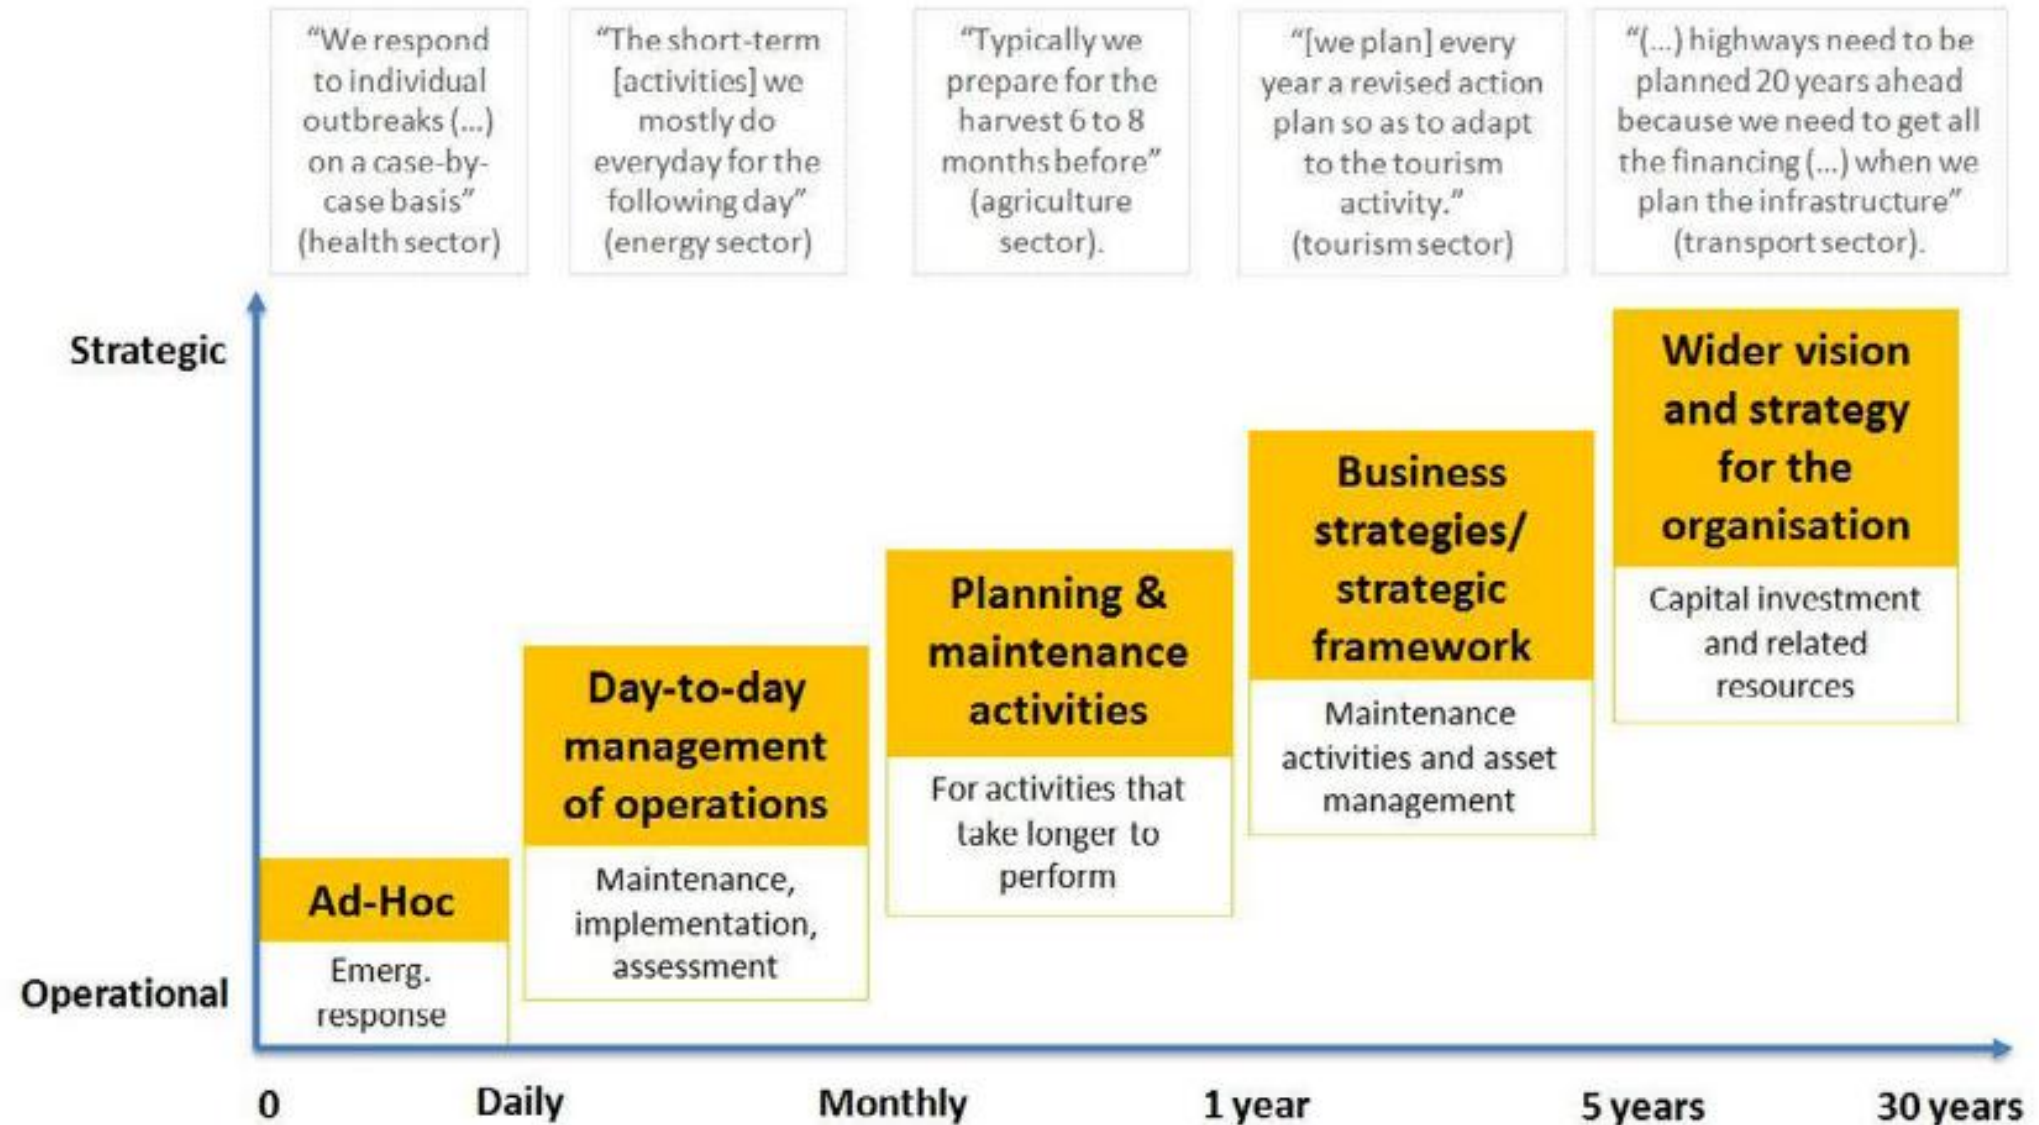 “We respond
to individual
outbreaks (...)
on a case-by-
case basis”
(health sector)
“The short-term
[activities] we
mostly do
everyday for the
following day”
(energy sector)
“Typically we
prepare for the
harvest 6 to 8
months before”
(agriculture
sector).
“[we plan] every
year a revised action
plan so as to adapt
to the tourism
activity.”
(tourism sector)
“(...) highways need to be
planned 20 years ahead
because we need to get all
the financing (...) when we
plan the infrastructure”
(transport sector).
Strategic
Operational
Ad-Hoc
Emerg.
response
Day-to-day
management
of operations
Maintenance,
implementation,
assessment
Planning &
maintenance
activities
For activities that
take longer to
perform
Business
strategies/
strategic
framework
Maintenance
activities and asset
management
Wider vision
and strategy
for the
organisation
Capital investment
and related
resources
0 Daily Monthly 1 year 5 years 30 years